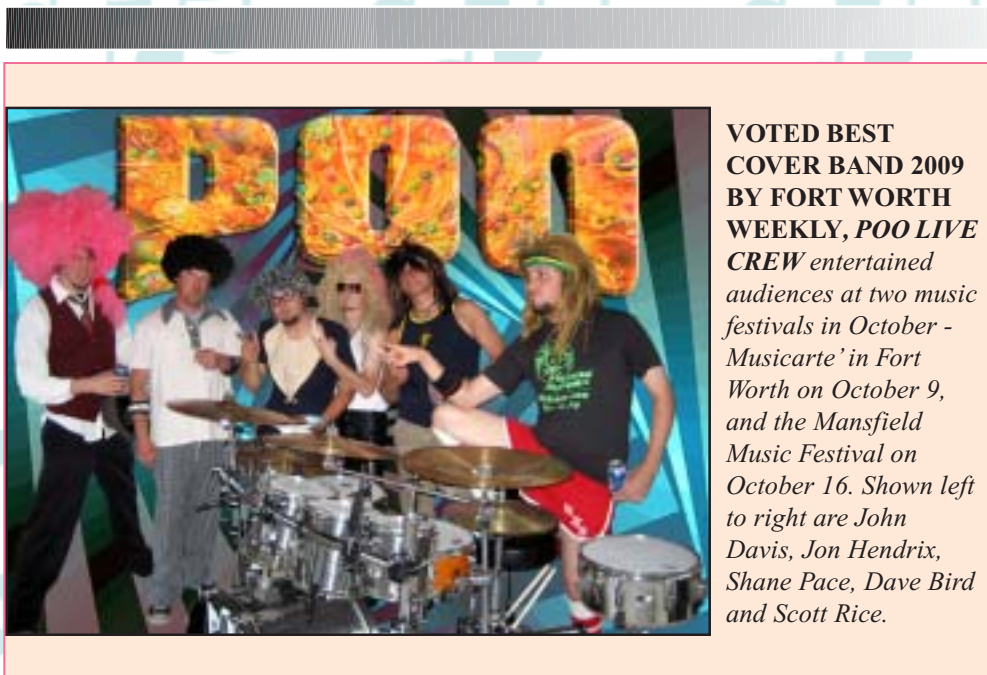 POO
VOTED BEST
COVER BAND 2009
BY FORT WORTH
WEEKLY, POO LIVE
CREW entertained
audiences at two music
festivals in October -
Musicarte’ in Fort
Worth on October 9,
and the Mansfield
Music Festival on
October 16. Shown left
to right are John
Davis, Jon Hendrix,
Shane Pace, Dave Bird
and Scott Rice.